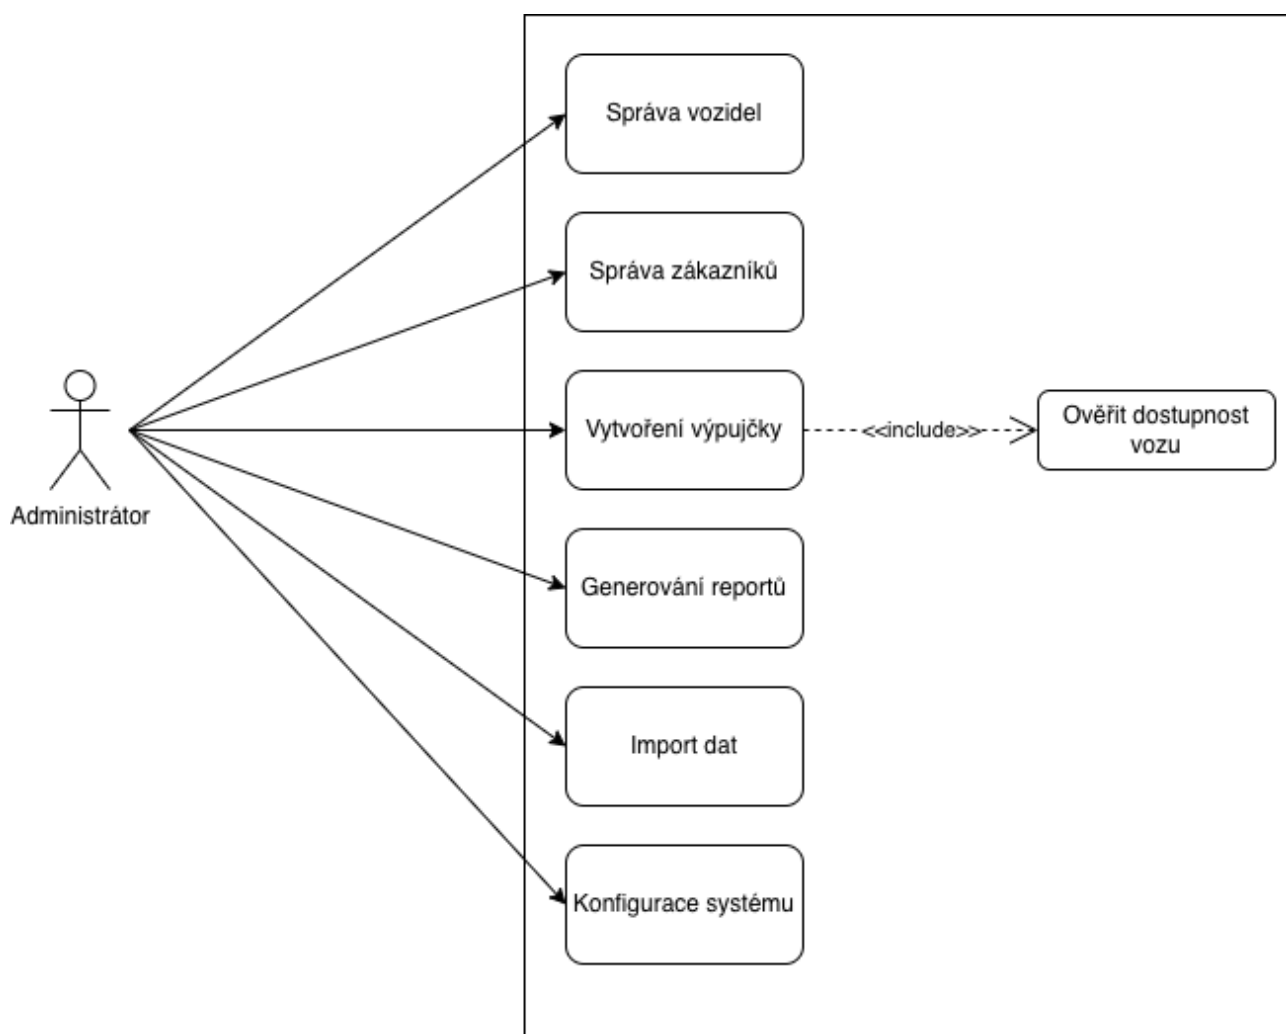 Správa vozidel
Správa zákazníků
Administrátor
Vytvoření výpujčky
<<include>>
Ověřit dostupnost
vozu
Generování reportů
Import dat
Konfigurace systému